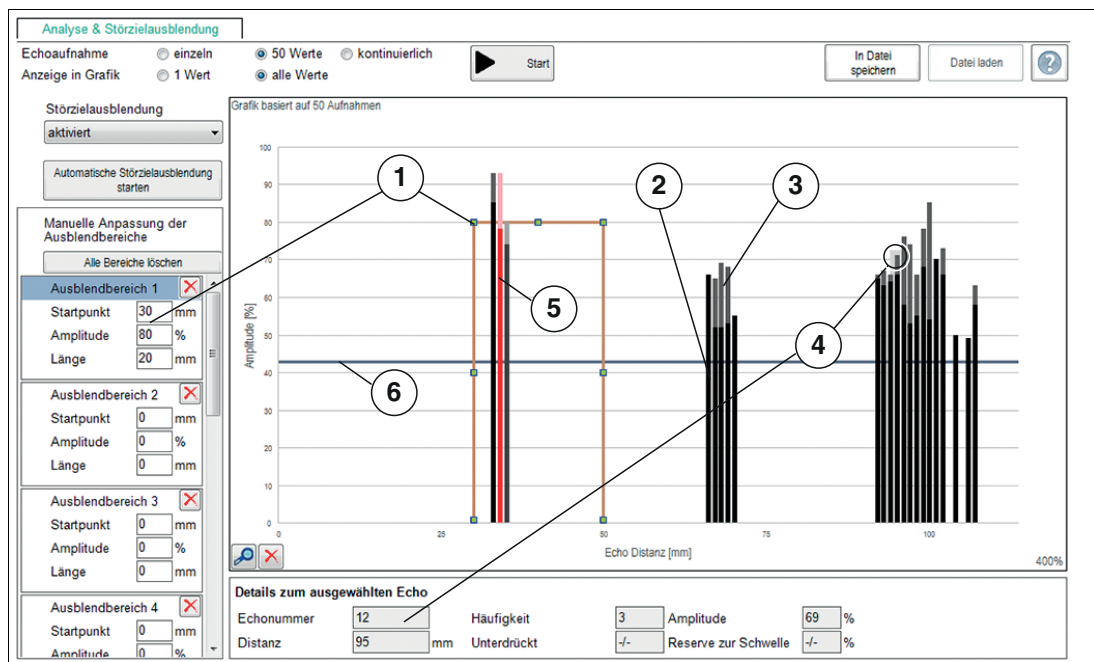 Analyse & Störzielausblendung
Echoaufnahme einzeln 50 Werte kontinuierlich
Anzeige in Grafik 1 Wert alle Werte
Start
In Datei
speichern
Datei laden
?
Störzielausblendung
aktiviert
Automatische Störzielausblendung
starten
Manuelle Anpassung der
Ausblendbereiche
Alle Bereiche löschen
Ausblendbereich 1
Startpunkt 30 mm
Amplitude 80 %
Länge 20 mm
Ausblendbereich 2
Startpunkt 0 mm
Amplitude 0 %
Länge 0 mm
Ausblendbereich 3
Startpunkt 0 mm
Amplitude 0 %
Länge 0 mm
Ausblendbereich 4
Startpunkt 0 mm
Amplitude 0 %
Grafik basiert auf 50 Aufnahmen
Amplitude [%]
100
90
80
70
60
50
40
30
20
10
0
0 25 50 75 100
Echo Distanz [mm]
400%
1
2
3
4
5
6
Details zum ausgewählten Echo
Echonummer 12 Häufigkeit 3 Amplitude 69 %
Distanz 95 mm Unterdrückt -/- Reserve zur Schwelle -/- %